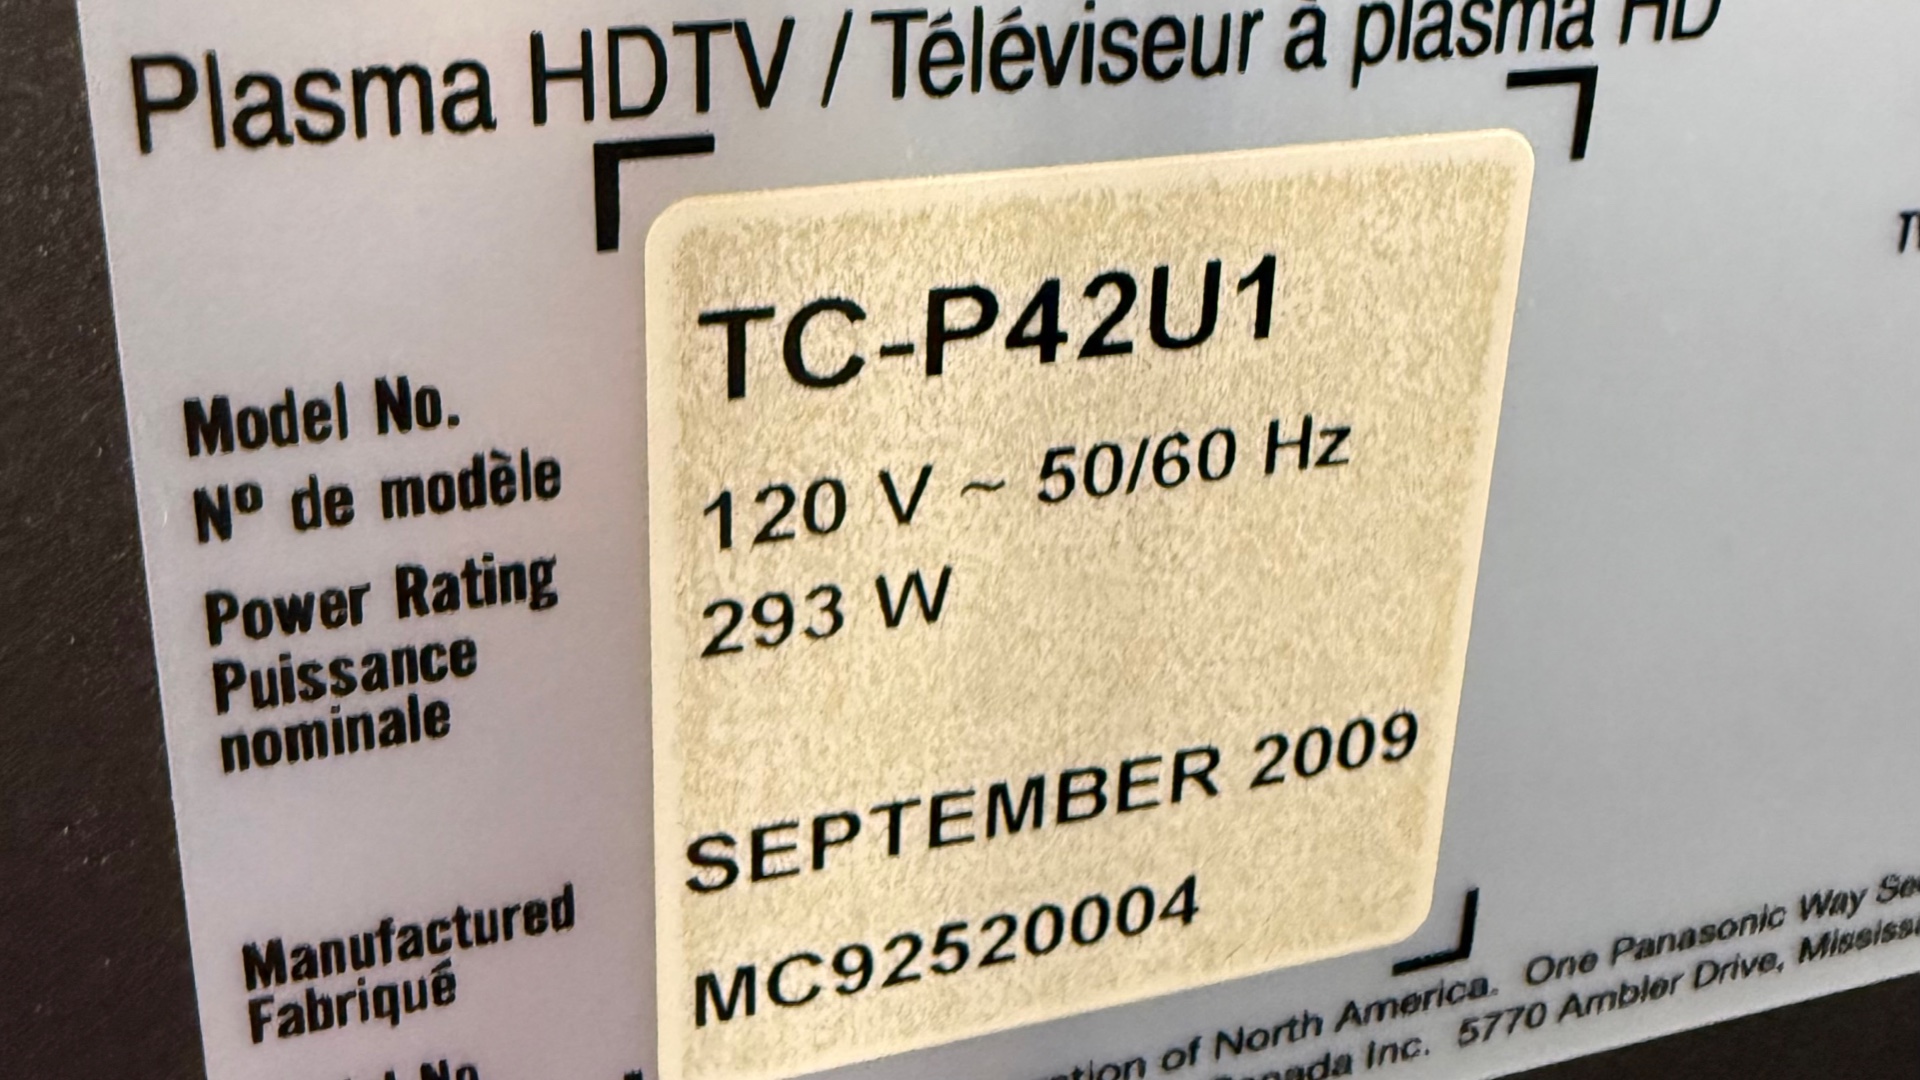 Plasma HDTV / Téléviseur à plasma HD
TC-P42U1
Model No.
Nº de modèle
120 V ~ 50/60 Hz
Power Rating
293 W
Puissance
nominale
SEPTEMBER 2009
Manufactured
Fabriqué
MC92520004
No
of North America. One Panasonic Way
Inc. 5770 Ambler Drive,